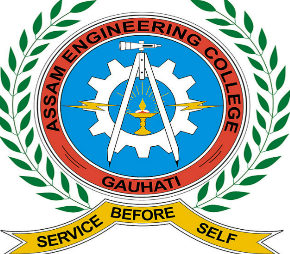 ASSAM ENGINEERING COLLEGE
GAUHATI
SERVICE BEFORE SELF